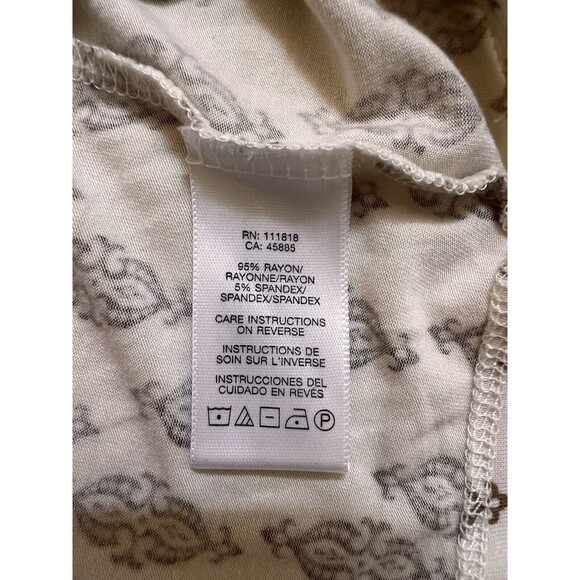 RN: 111818
CA: 45885
95% RAYON/
RAYONNE/RAYON
5% SPANDEX/
SPANDEX/SPANDEX
CARE INSTRUCTIONS
ON REVERSE
INSTRUCTIONS DE
SOIN SUR L'INVERSE
INSTRUCCIONES DEL
CUIDADO EN REVÉS
P